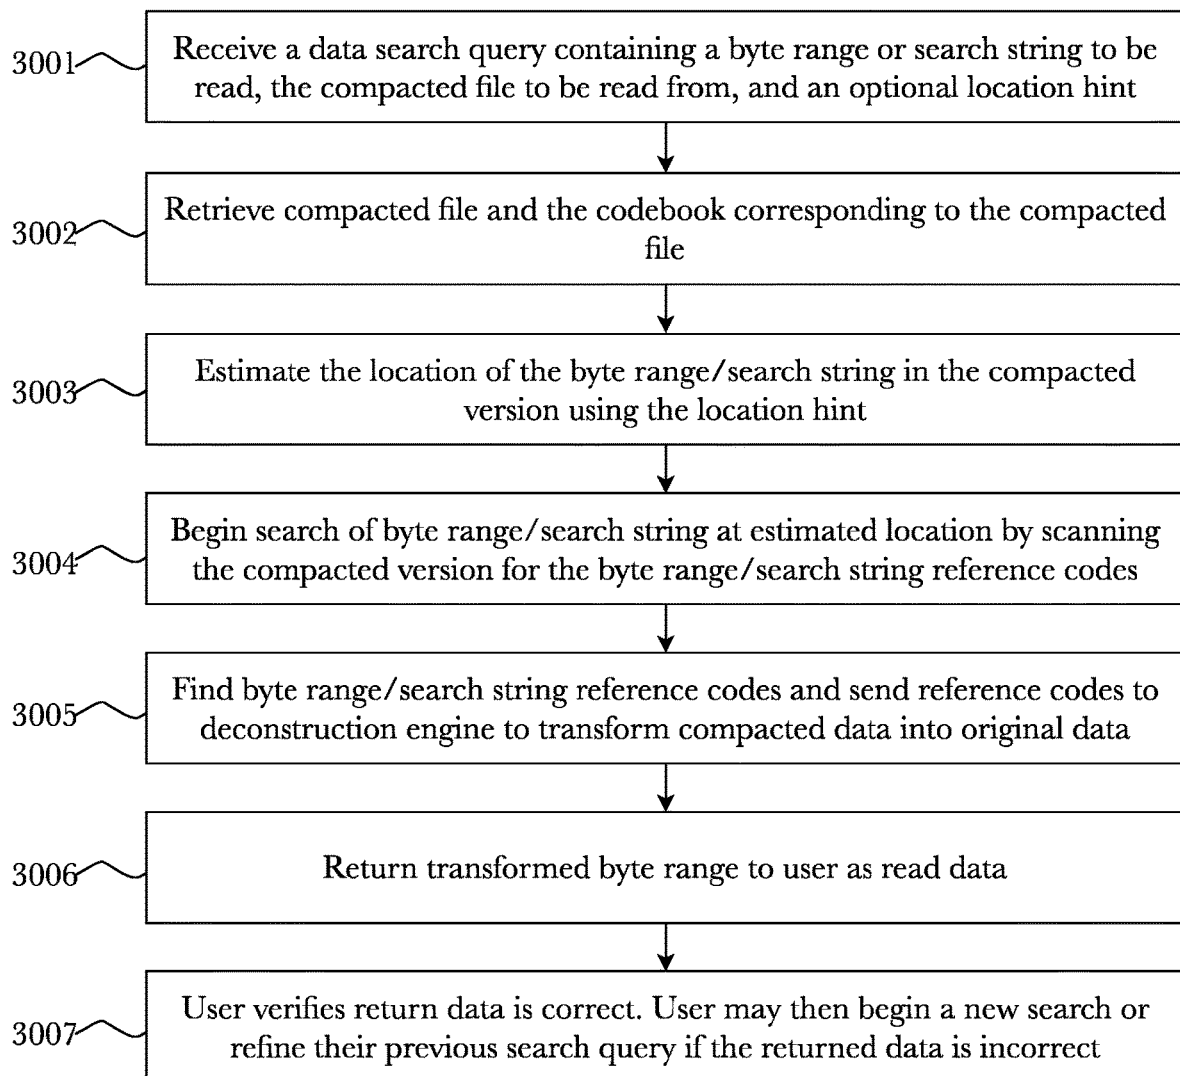 3001
Receive a data search query containing a byte range or search string to be
read, the compacted file to be read from, and an optional location hint
3002
Retrieve compacted file and the codebook corresponding to the compacted
file
3003
Estimate the location of the byte range/search string in the compacted
version using the location hint
3004
Begin search of byte range/search string at estimated location by scanning
the compacted version for the byte range/search string reference codes
3005
Find byte range/search string reference codes and send reference codes to
deconstruction engine to transform compacted data into original data
3006
Return transformed byte range to user as read data
3007
User verifies return data is correct. User may then begin a new search or
refine their previous search query if the returned data is incorrect